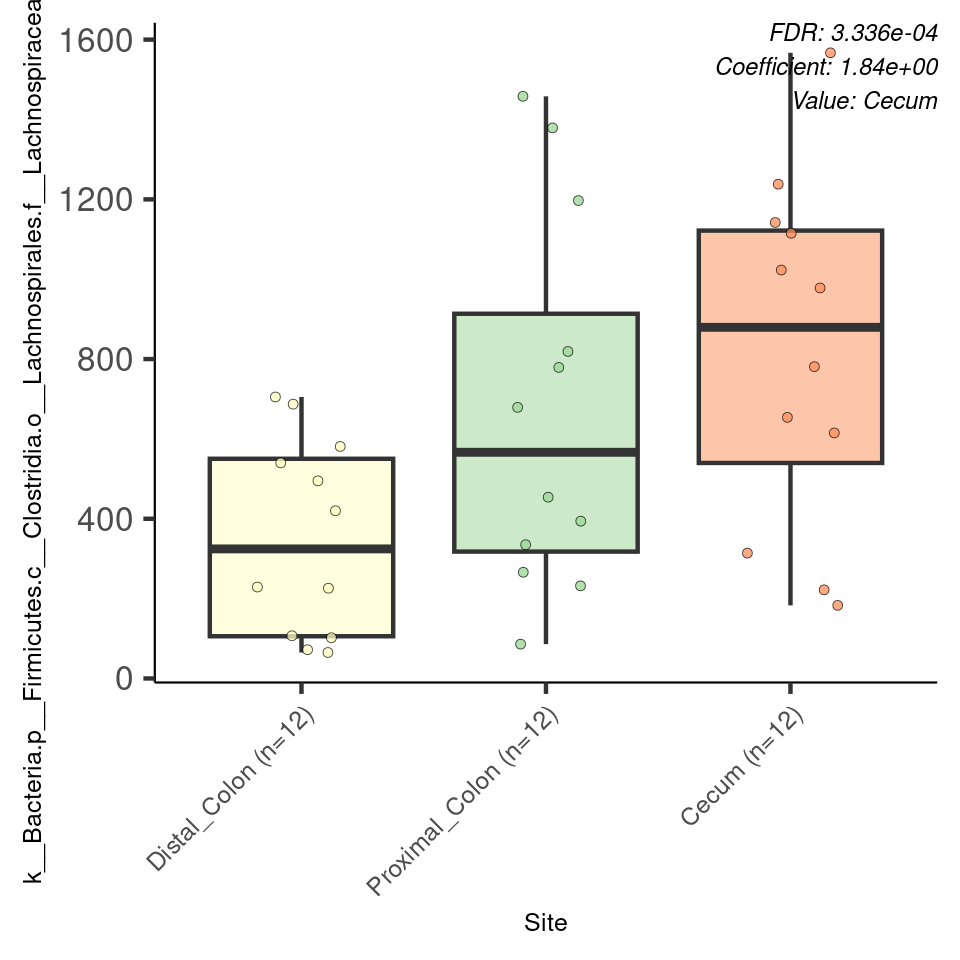 FDR: 3.336e-04
Coefficient: 1.84e+00
Value: Cecum
k__Bacteria.p__Firmicutes.c__Clostridia.o__Lachnospirales.f__Lachnospiracea
1600
1200
800
400
0
Distal_Colon (n=12)
Proximal_Colon (n=12)
Cecum (n=12)
Site